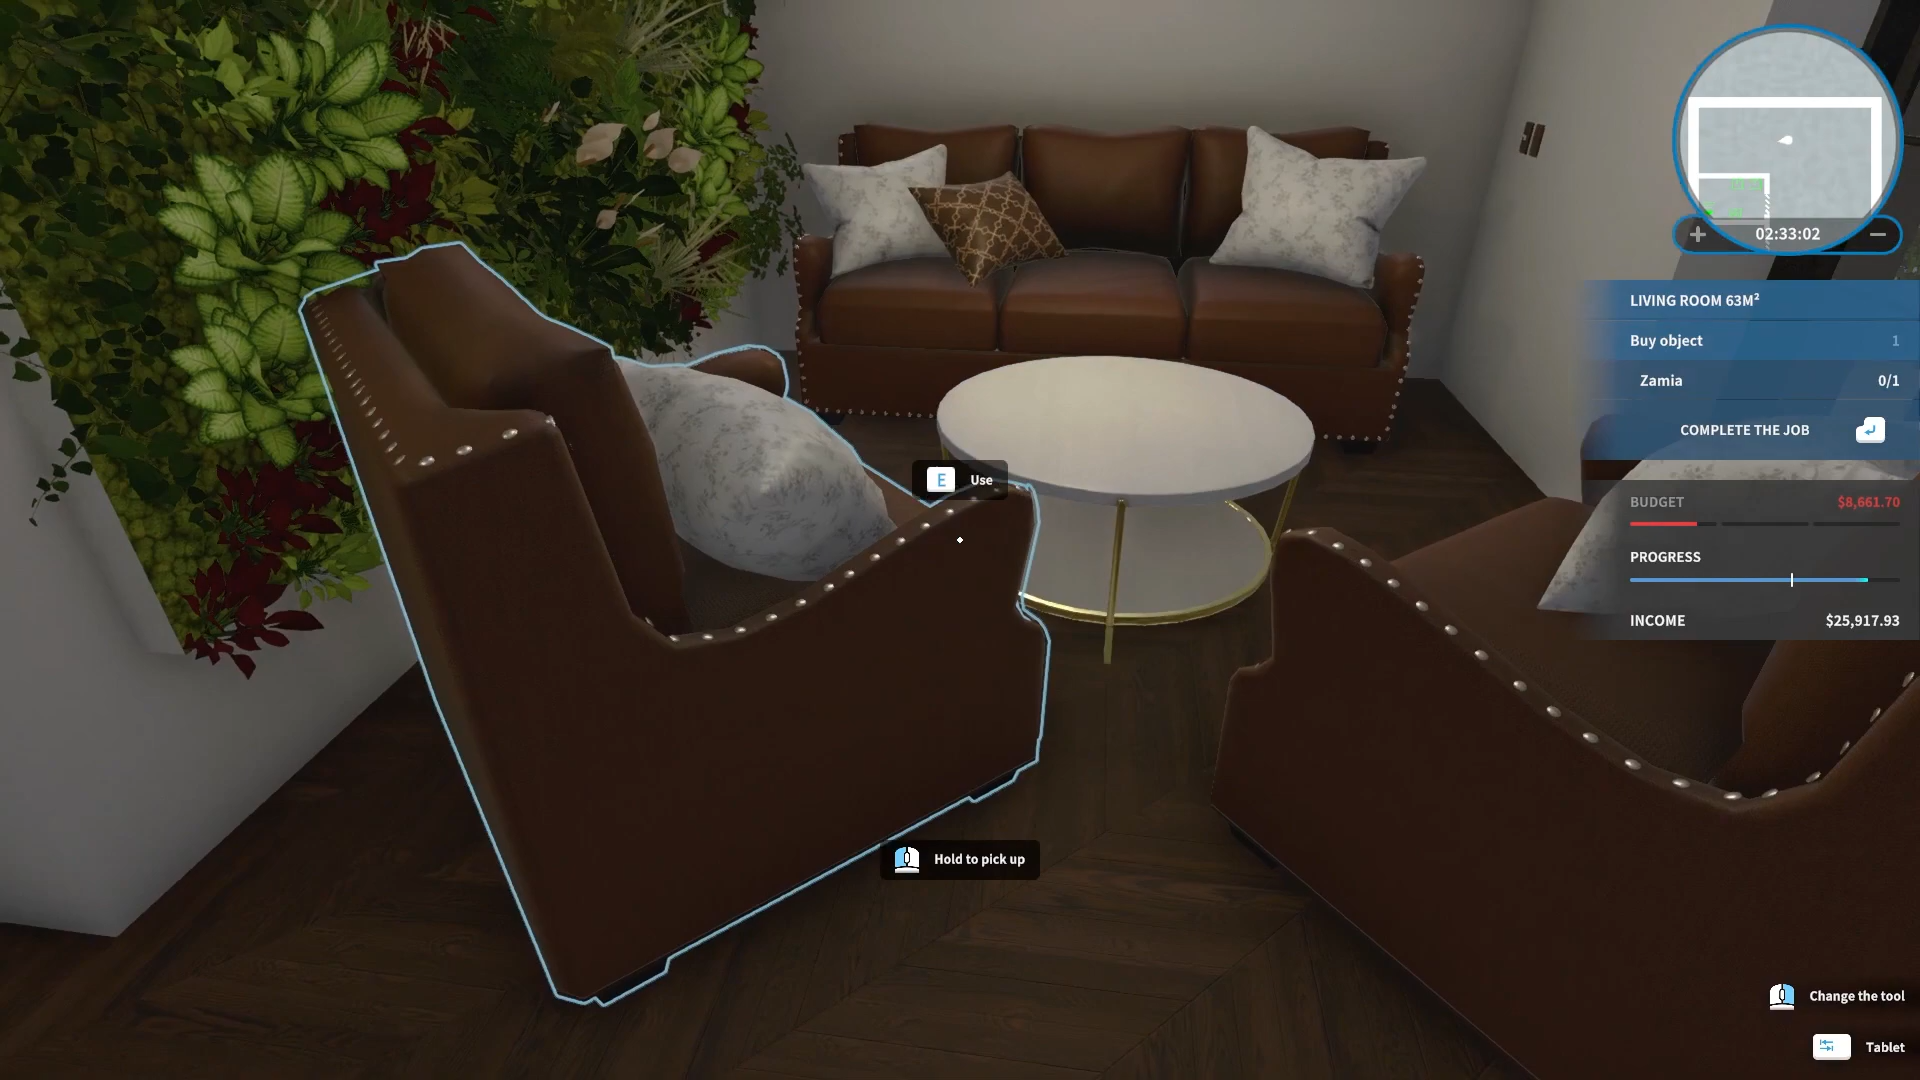 02:33:02
LIVING ROOM 63M²
Buy object 1
Zamia 0/1
COMPLETE THE JOB
BUDGET $8,661.70
PROGRESS
INCOME $25,917.93
E Use
Hold to pick up
Change the tool
Tablet